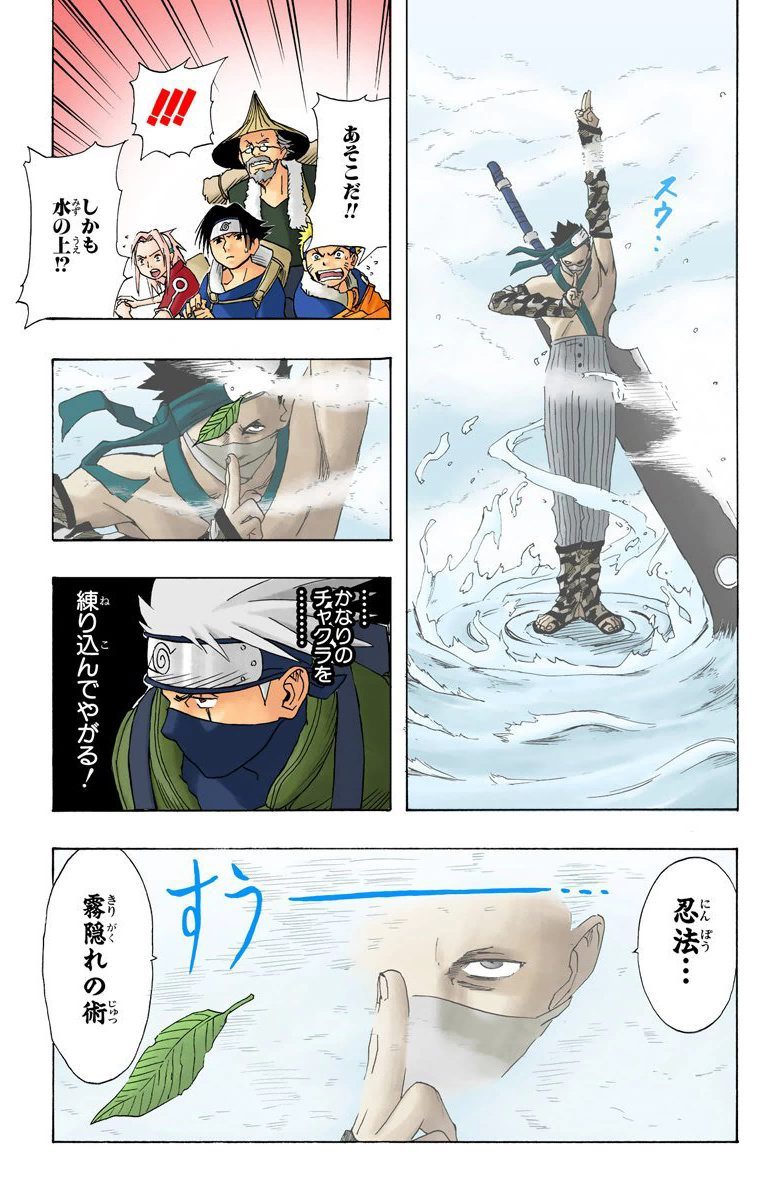 スウ…
あそこだ!!
!!!
しかも
水の上!?
………かなりの
チャクラを………
練り込んでやがる!
忍法…
すうー…
霧隠れの術